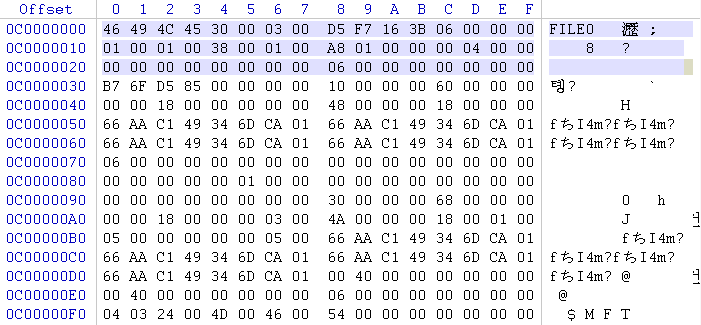 Offset 0 1 2 3 4 5 6 7 8 9 A B C D E F
0C0000000 46 49 4C 45 30 00 03 00 D5 F7 16 3B 06 00 00 00 FILE0 ;
0C0000010 01 00 01 00 38 00 01 00 A8 01 00 00 00 04 00 00 8 ?
0C0000020 00 00 00 00 00 00 00 00 06 00 00 00 00 00 00 00
0C0000030 B7 6F D5 85 00 00 00 00 10 00 00 00 60 00 00 00 ? `
0C0000040 00 00 18 00 00 00 00 00 48 00 00 00 18 00 00 00 H
0C0000050 66 AA C1 49 34 6D CA 01 66 AA C1 49 34 6D CA 01 fちI4m?fちI4m?
0C0000060 66 AA C1 49 34 6D CA 01 66 AA C1 49 34 6D CA 01 fちI4m?fちI4m?
0C0000070 06 00 00 00 00 00 00 00 00 00 00 00 00 00 00 00
0C0000080 00 00 00 00 00 01 00 00 00 00 00 00 00 00 00 00
0C0000090 00 00 00 00 00 00 00 00 30 00 00 00 68 00 00 00 0 h
0C00000A0 00 00 18 00 00 00 03 00 4A 00 00 00 18 00 01 00 J
0C00000B0 05 00 00 00 00 00 05 00 66 AA C1 49 34 6D CA 01 fちI4m?
0C00000C0 66 AA C1 49 34 6D CA 01 66 AA C1 49 34 6D CA 01 fちI4m?fちI4m?
0C00000D0 66 AA C1 49 34 6D CA 01 00 40 00 00 00 00 00 00 fちI4m? @
0C00000E0 00 40 00 00 00 00 00 00 06 00 00 00 00 00 00 00 @
0C00000F0 04 03 24 00 4D 00 46 00 54 00 00 00 00 00 00 00 $ M F T